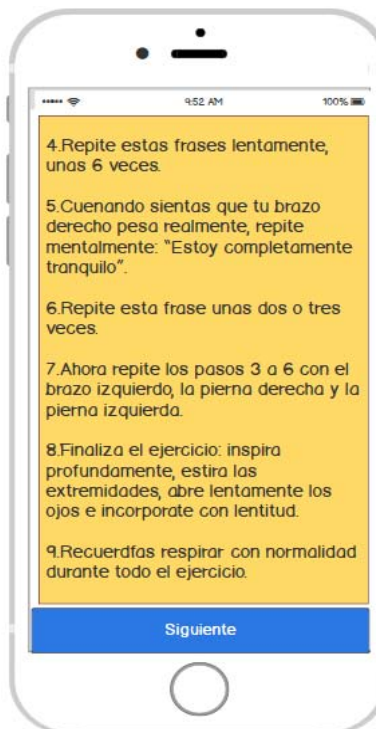 9:52 AM
100%
4.Repite estas frases lentamente,
unas 6 veces.
5.Cuenando sientas que tu brazo
derecho pesa realmente, repite
mentalmente: "Estoy completamente
tranquilo".
6.Repite esta frase unas dos o tres
veces.
7.Ahora repite los pasos 3 a 6 con el
brazo izquierdo, la pierna derecha y la
pierna izquierda.
8.Finaliza el ejercicio: inspira
profundamente, estira las
extremidades, abre lentamente los
ojos e incorporate con lentitud.
9.Recuerdfas respirar con normalidad
durante todo el ejercicio.
Siguiente